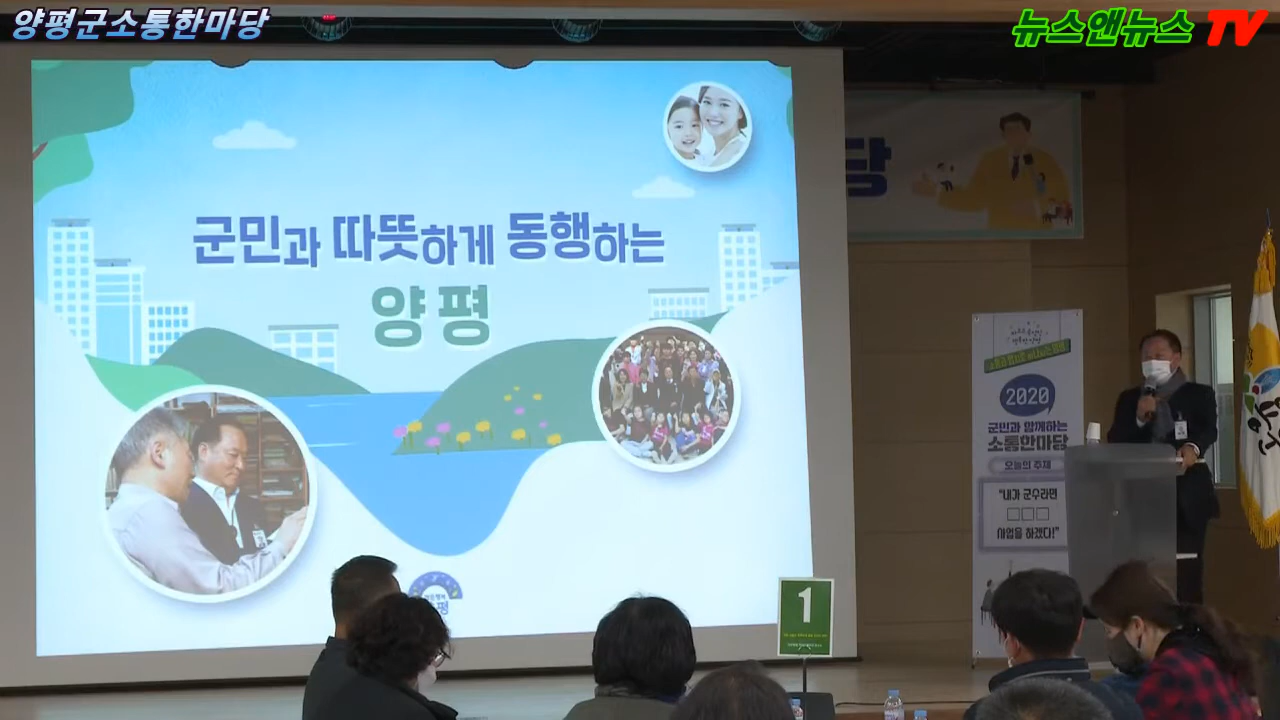 양평군소통한마당
뉴스앤뉴스 TV
군민과 따뜻하게 동행하는
양평
당
2020
군민과 함께하는
소통한마당
오늘의 주제
"내가 군수라면
□□□
사업을 하겠다!"
1